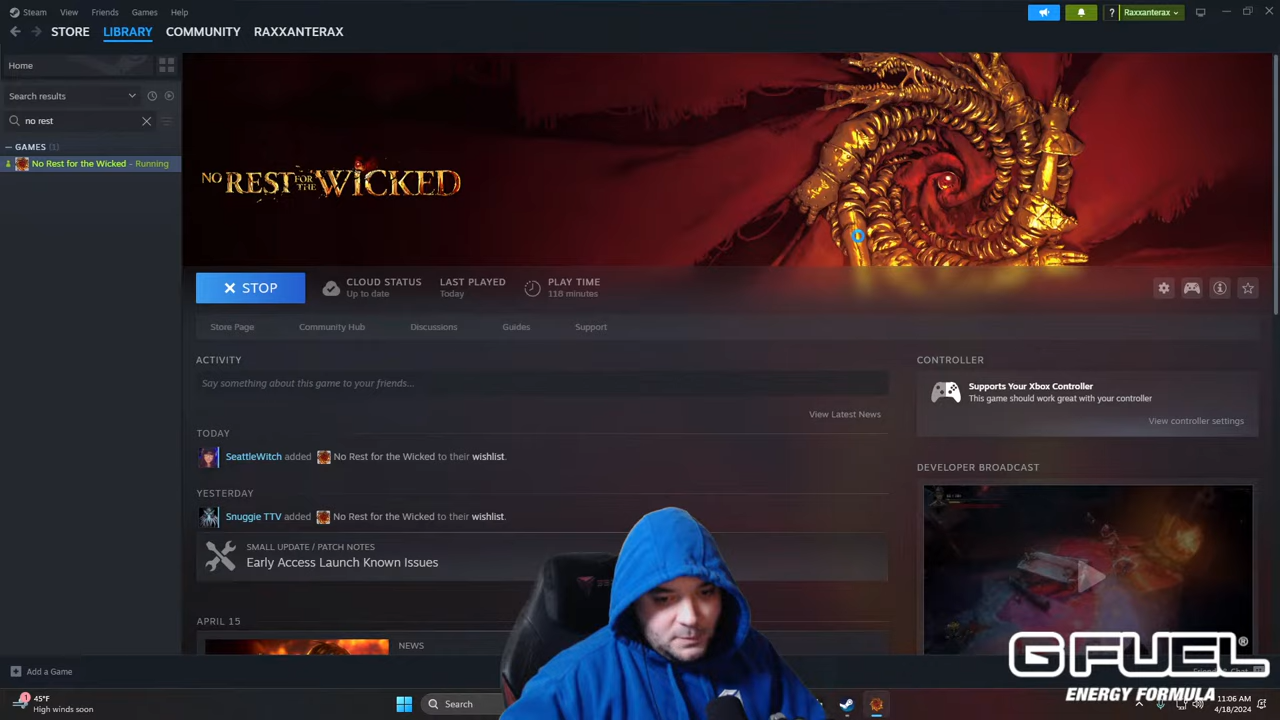 Steam View Friends Games Help
? Raxxanterax
STORE LIBRARY COMMUNITY RAXXANTERAX
Home
Search results
no rest
GAMES (1)
No Rest for the Wicked - Running
NO REST FOR THE WICKED
STOP
CLOUD STATUS
Up to date
LAST PLAYED
Today
PLAY TIME
118 minutes
Store Page Community Hub Discussions Guides Support
ACTIVITY
Say something about this game to your friends...
View Latest News
TODAY
SeattleWitch added No Rest for the Wicked to their wishlist.
YESTERDAY
Snuggie TTV added No Rest for the Wicked to their wishlist.
SMALL UPDATE / PATCH NOTES
Early Access Launch Known Issues
APRIL 15
NEWS
CONTROLLER
Supports Your Xbox Controller
This game should work great with your controller
View controller settings
DEVELOPER BROADCAST
GFUEL®
ENERGY FORMULA
Add a Game
1
45°F
High winds soon
Search
11:06 AM
4/18/2024